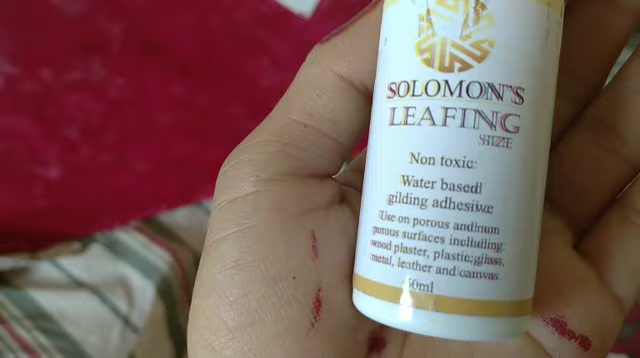 SOLOMON'S
LEAFING
SIZE
Non toxic
Water based
gilding adhesive
Use on porous and non
porous surfaces including
wood plaster, plastic, glass,
metal, leather and canvas.
60ml